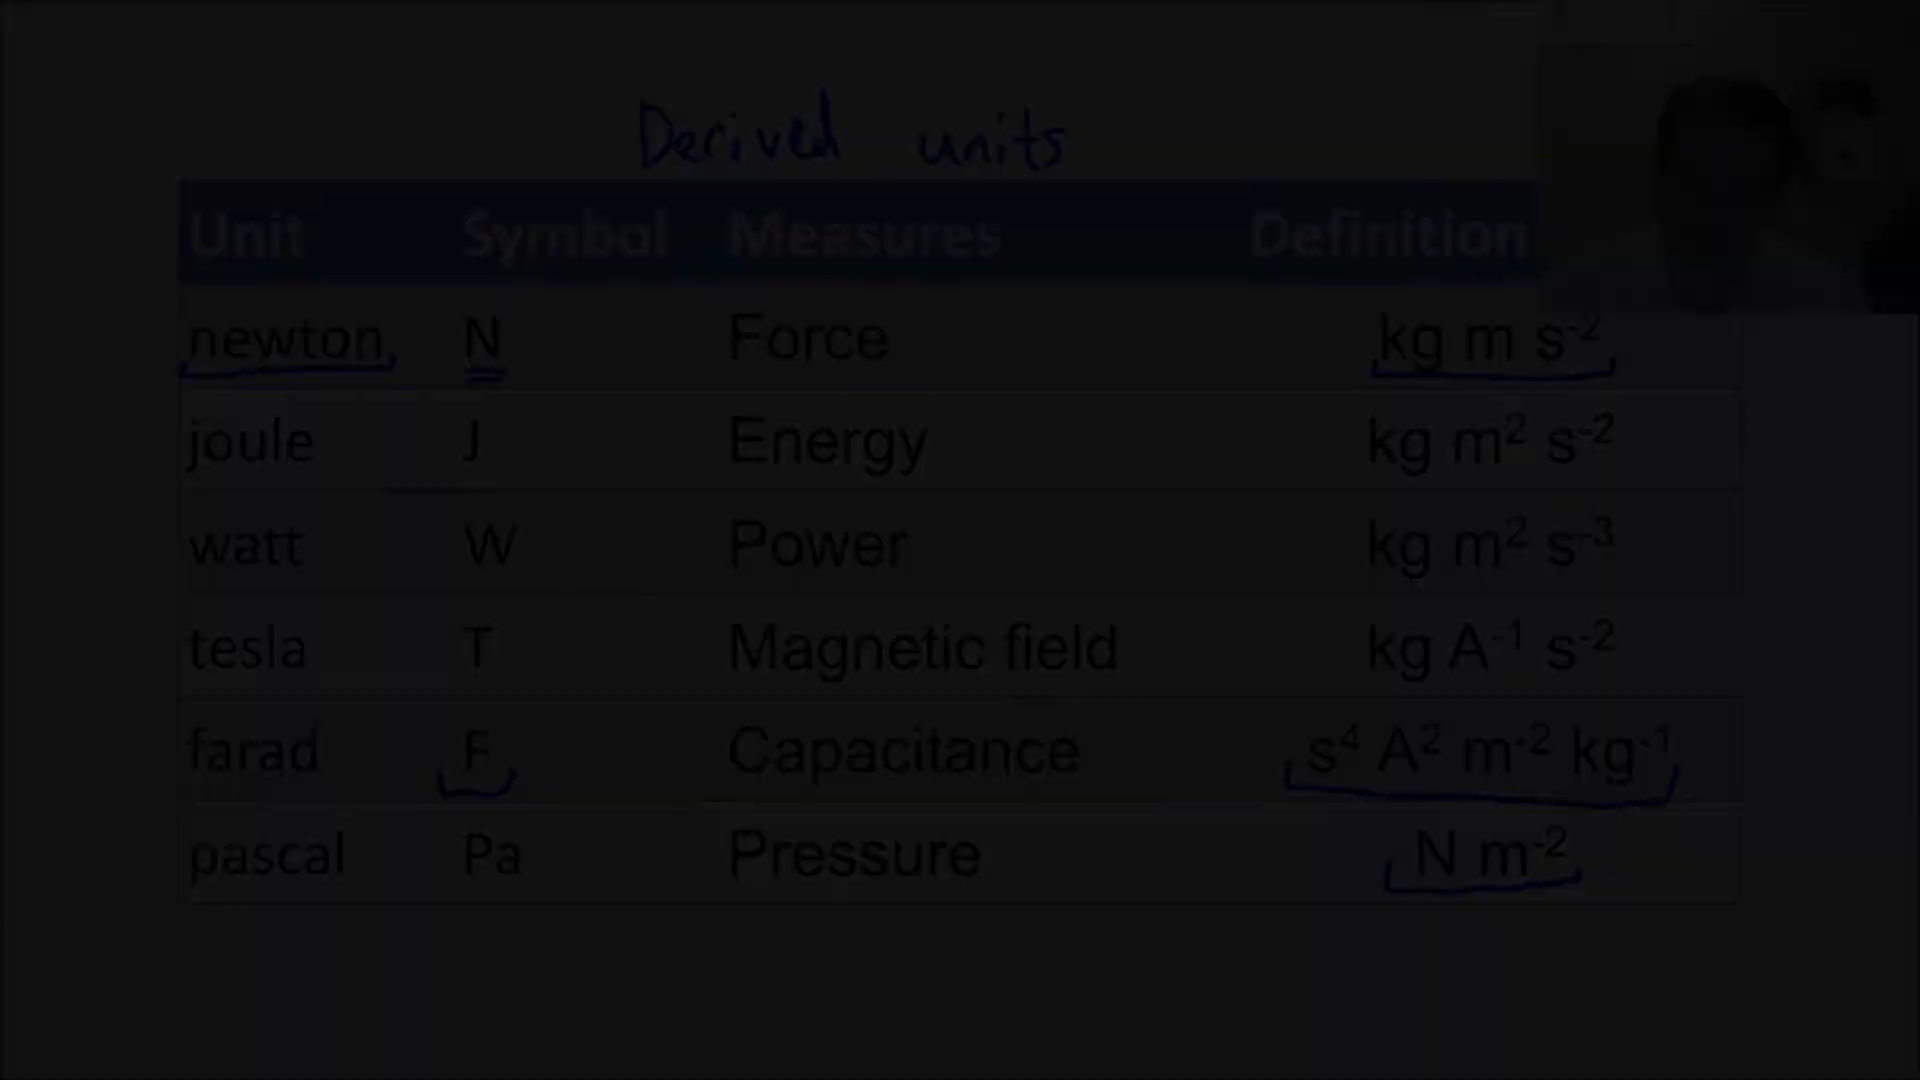 Derived units
Unit Symbol Measures Definition
newton N Force kg m s⁻²
joule J Energy kg m² s⁻²
watt W Power kg m² s⁻³
tesla T Magnetic field kg A⁻¹ s⁻²
farad F Capacitance s⁴ A² m⁻² kg⁻¹
pascal Pa Pressure N m⁻²